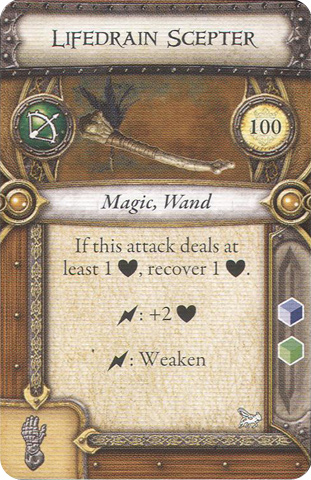 LIFEDRAIN SCEPTER
100
Magic, Wand
If this attack deals at
least 1 ♥, recover 1 ♥.
: +2 ♥
: Weaken